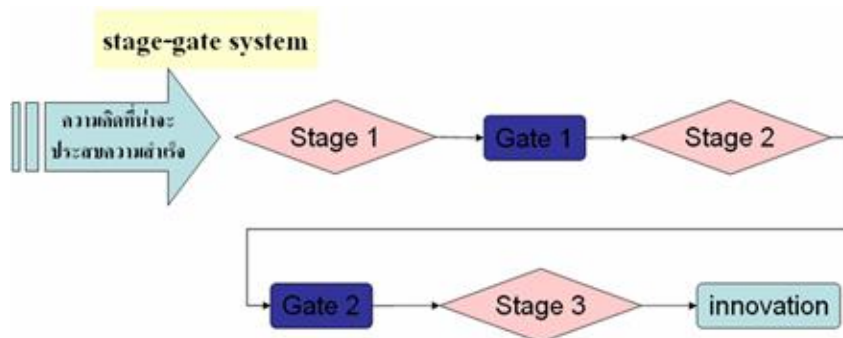 stage-gate system
ความคิดที่น่าจะ
ประสบความสำเร็จ
Stage 1
Gate 1
Stage 2
Gate 2
Stage 3
innovation